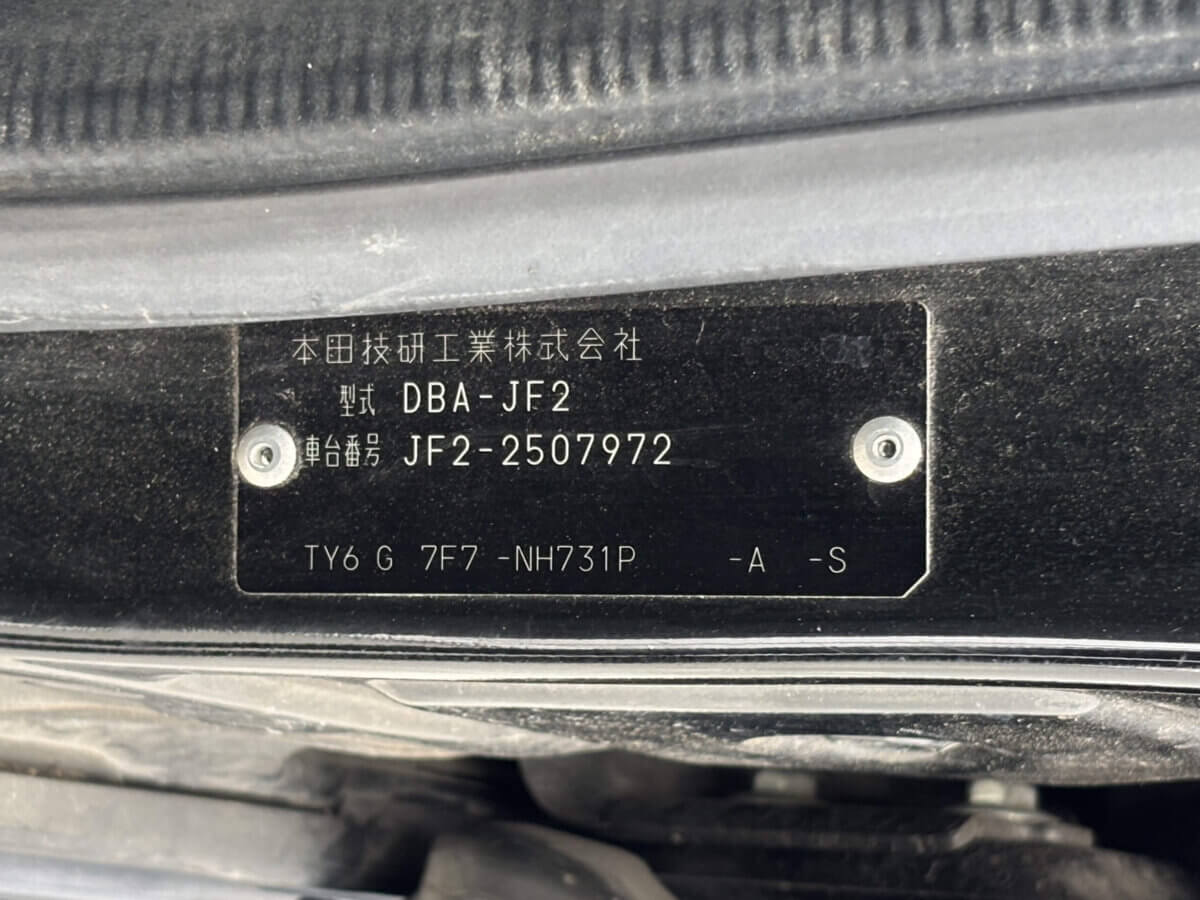 本田技研工業株式会社
型式 DBA-JF2
車台番号 JF2-2507972
TY6 G 7F7 -NH731P -A -S